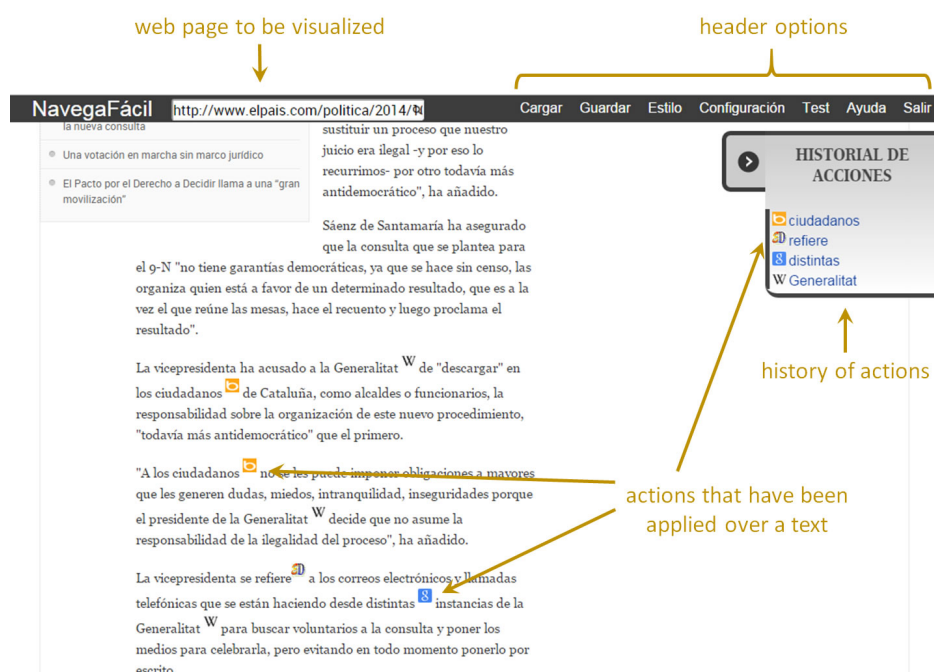 web page to be visualized
header options
NavegaFácil http://www.elpais.com/politica/2014/ Cargar Guardar Estilo Configuración Test Ayuda Salir
la nueva consulta
Una votación en marcha sin marco jurídico
El Pacto por el Derecho a Decidir llama a una "gran
movilización"
sustituir un proceso que nuestro
juicio era ilegal -y por eso lo
recurrimos- por otro todavía más
antidemocrático", ha añadido.
Sáenz de Santamaría ha asegurado
que la consulta que se plantea para
el 9-N "no tiene garantías democráticas, ya que se hace sin censo, las
organiza quien está a favor de un determinado resultado, que es a la
vez el que reúne las mesas, hace el recuento y luego proclama el
resultado".
La vicepresidenta ha acusado a la Generalitat W de "descargar" en
los ciudadanos b de Cataluña, como alcaldes o funcionarios, la
responsabilidad sobre la organización de este nuevo procedimiento,
"todavía más antidemocrático" que el primero.
"A los ciudadanos b no se les puede imponer obligaciones a mayores
que les generen dudas, miedos, intranquilidad, inseguridades porque
el presidente de la Generalitat W decide que no asume la
responsabilidad de la ilegalidad del proceso", ha añadido.
La vicepresidenta se refiere D a los correos electrónicos y llamadas
telefónicas que se están haciendo desde distintas 8 instancias de la
Generalitat W para buscar voluntarios a la consulta y poner los
medios para celebrarla, pero evitando en todo momento ponerlo por
escrito
HISTORIAL DE
ACCIONES
b ciudadanos
D refiere
8 distintas
W Generalitat
history of actions
actions that have been
applied over a text